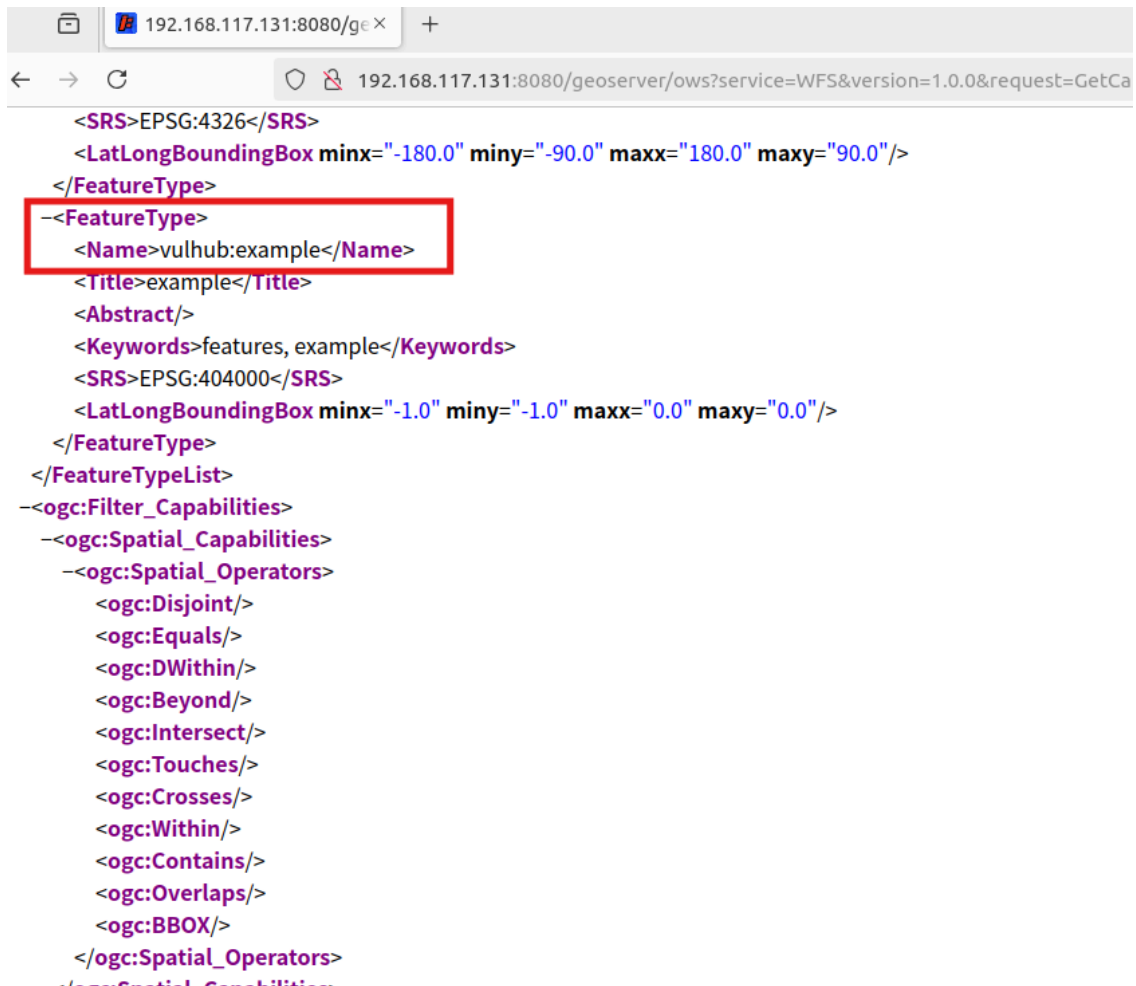 192.168.117.131:8080/ge
192.168.117.131:8080/geoserver/ows?service=WFS&version=1.0.0&request=GetCa
<SRS>EPSG:4326</SRS>
<LatLongBoundingBox minx="-180.0" miny="-90.0" maxx="180.0" maxy="90.0"/>
</FeatureType>
−<FeatureType>
<Name>vulhub:example</Name>
<Title>example</Title>
<Abstract/>
<Keywords>features, example</Keywords>
<SRS>EPSG:404000</SRS>
<LatLongBoundingBox minx="-1.0" miny="-1.0" maxx="0.0" maxy="0.0"/>
</FeatureType>
</FeatureTypeList>
−<ogc:Filter_Capabilities>
−<ogc:Spatial_Capabilities>
−<ogc:Spatial_Operators>
<ogc:Disjoint/>
<ogc:Equals/>
<ogc:DWithin/>
<ogc:Beyond/>
<ogc:Intersect/>
<ogc:Touches/>
<ogc:Crosses/>
<ogc:Within/>
<ogc:Contains/>
<ogc:Overlaps/>
<ogc:BBOX/>
</ogc:Spatial_Operators>
</ogc:Spatial_Capabilities>